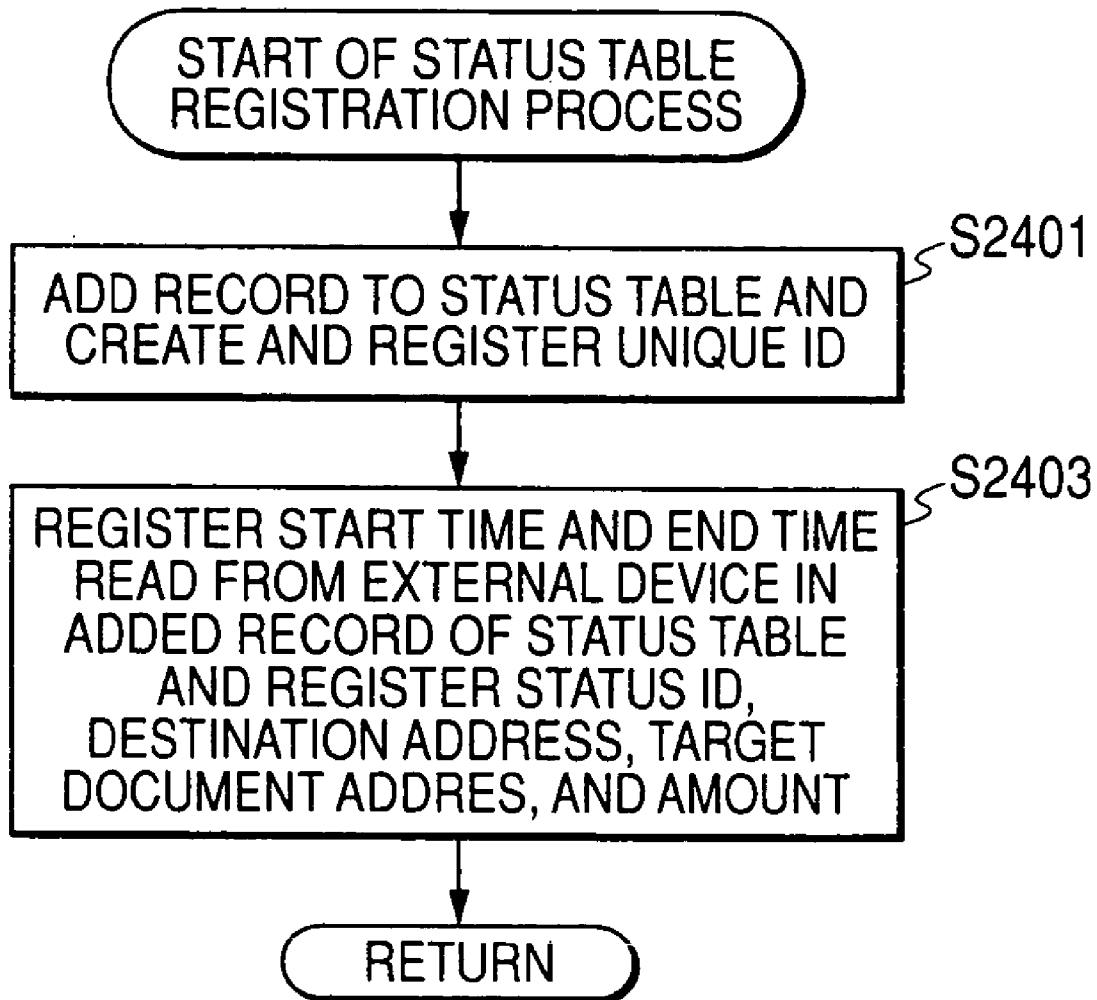 START OF STATUS TABLE
REGISTRATION PROCESS
S2401
ADD RECORD TO STATUS TABLE AND
CREATE AND REGISTER UNIQUE ID
S2403
REGISTER START TIME AND END TIME
READ FROM EXTERNAL DEVICE IN
ADDED RECORD OF STATUS TABLE
AND REGISTER STATUS ID,
DESTINATION ADDRESS, TARGET
DOCUMENT ADDRES, AND AMOUNT
RETURN